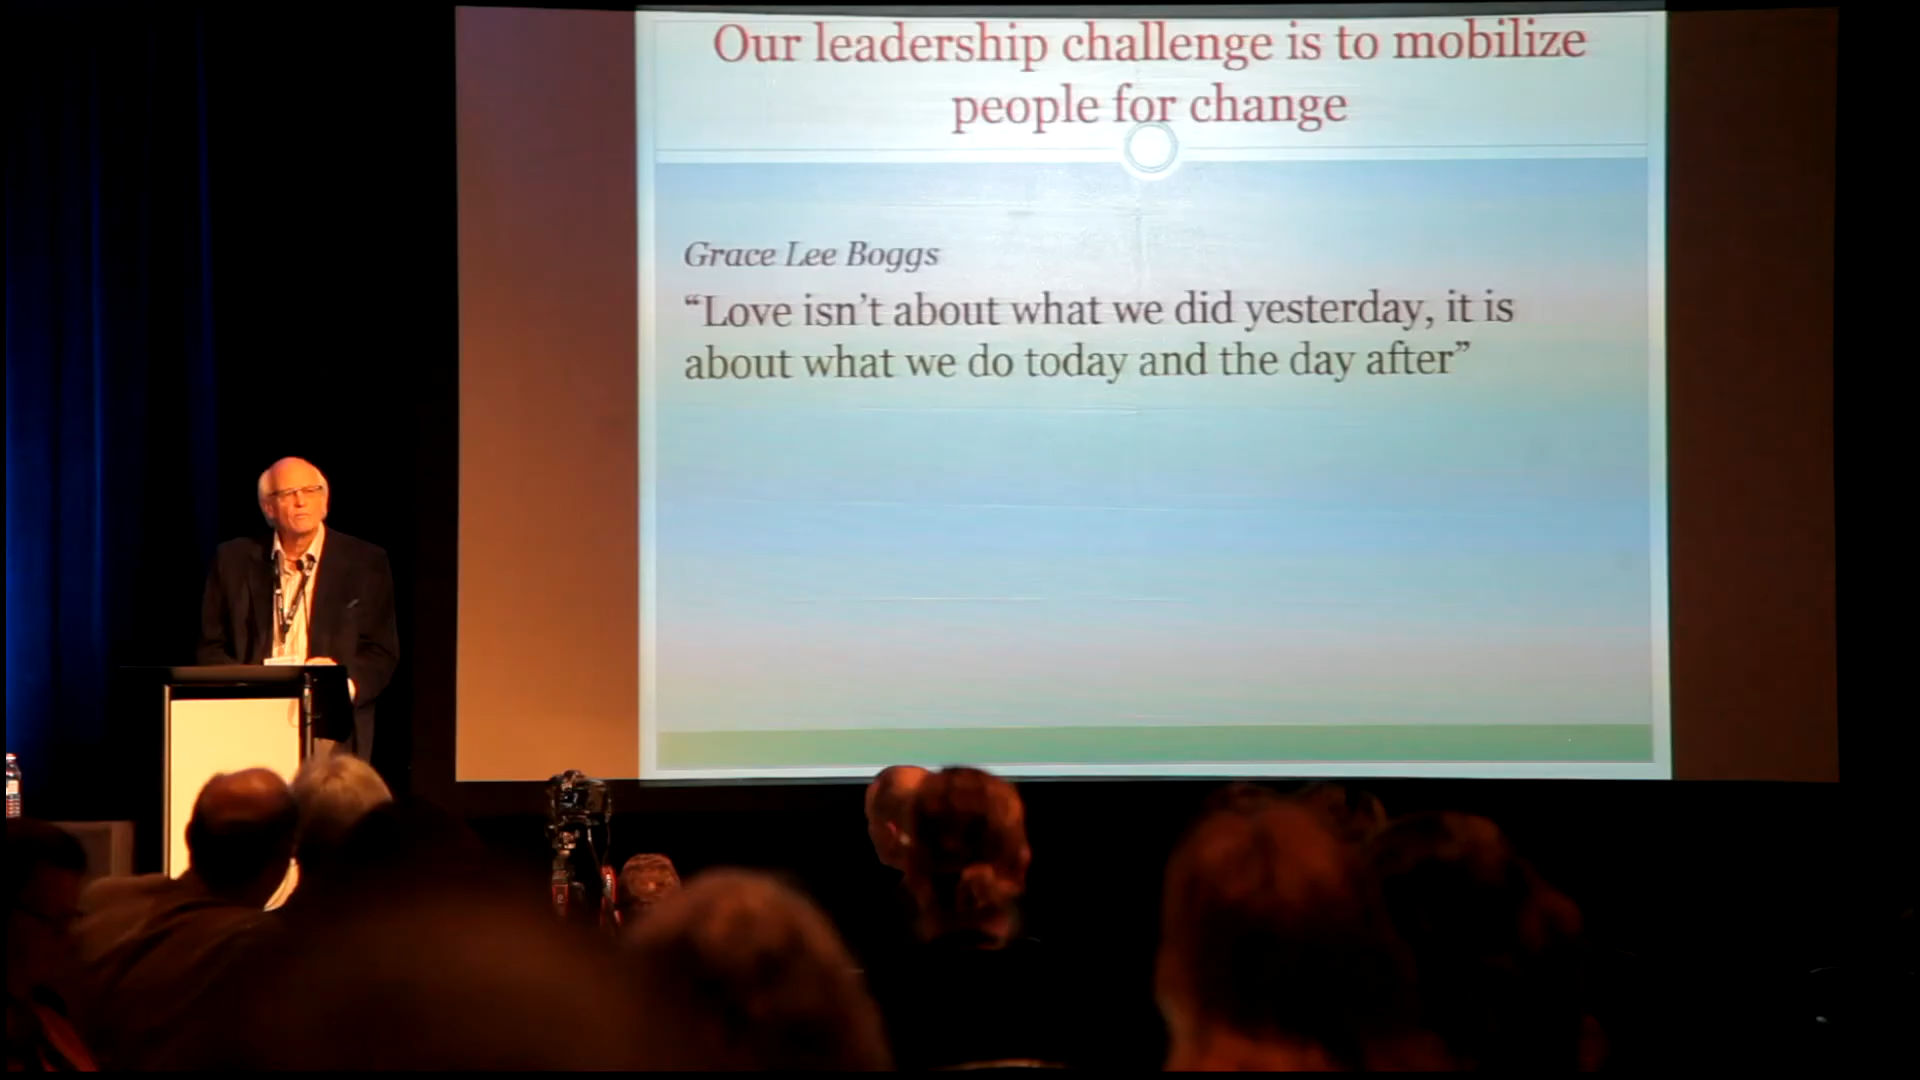 Our leadership challenge is to mobilize
people for change
Grace Lee Boggs
“Love isn’t about what we did yesterday, it is
about what we do today and the day after”